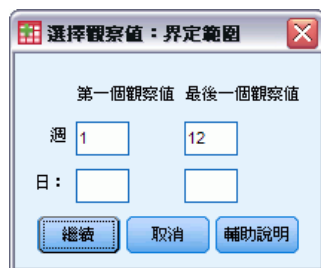 選擇觀察值：界定範圍
第一個觀察值 最後一個觀察值
週 1 12
日：
繼續 取消 輔助說明